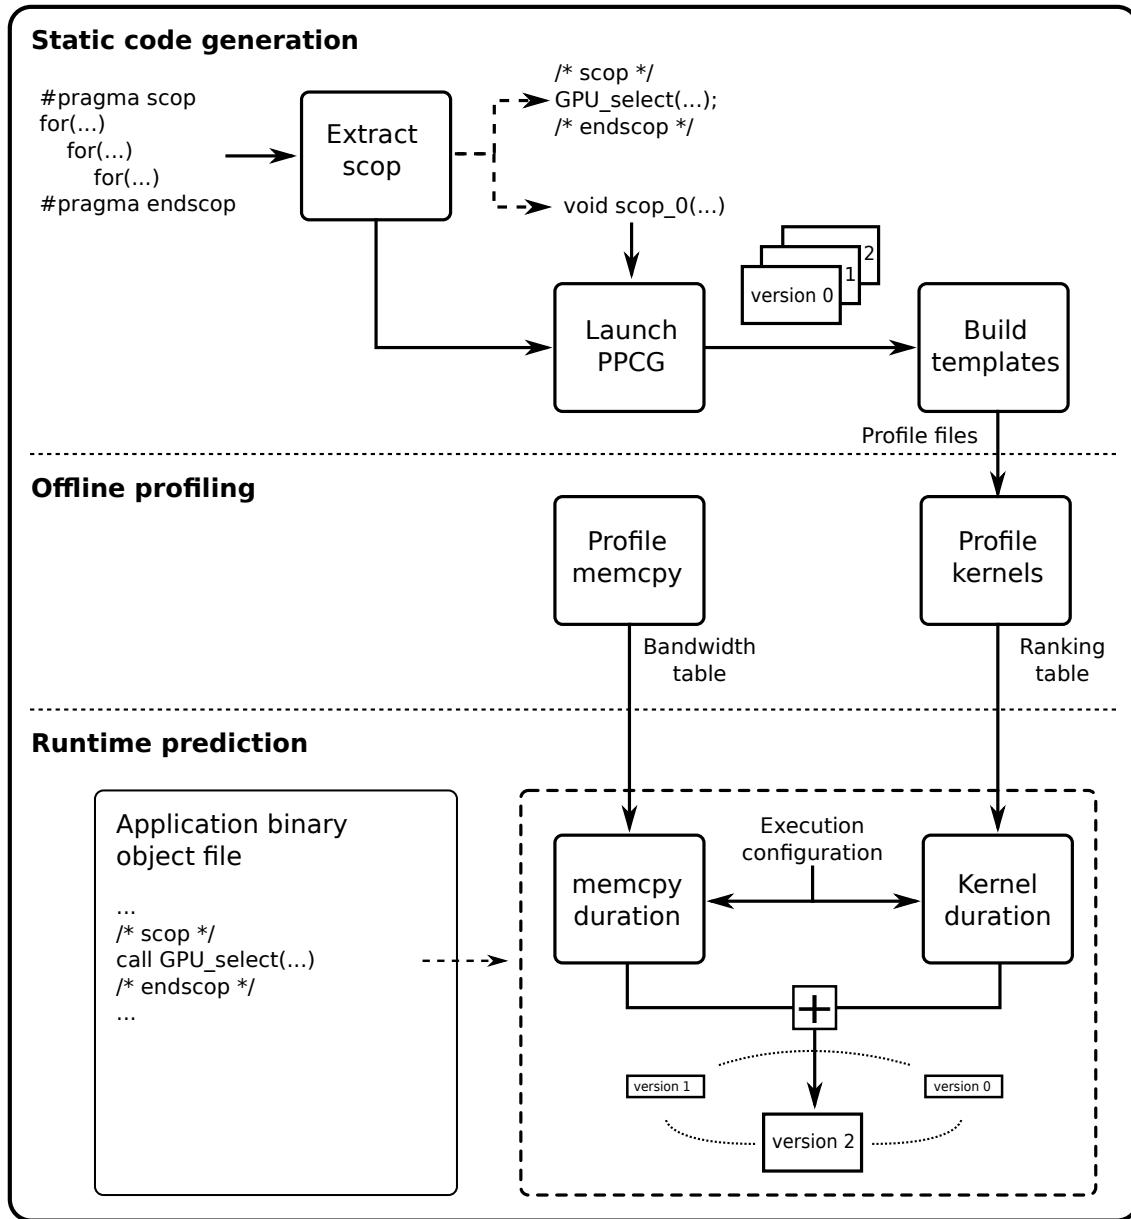 Static code generation
#pragma scop
for(...)
for(...)
for(...)
#pragma endscop
Extract
scop
/* scop */
GPU_select(...);
/* endscop */
void scop_0(...)
Launch
PPCG
2
1
version 0
Build
templates
Profile files
Offline profiling
Profile
memcpy
Profile
kernels
Bandwidth
table
Ranking
table
Runtime prediction
Application binary
object file
...
/* scop */
call GPU_select(...)
/* endscop */
...
Execution
configuration
memcpy
duration
Kernel
duration
+
version 1
version 0
version 2